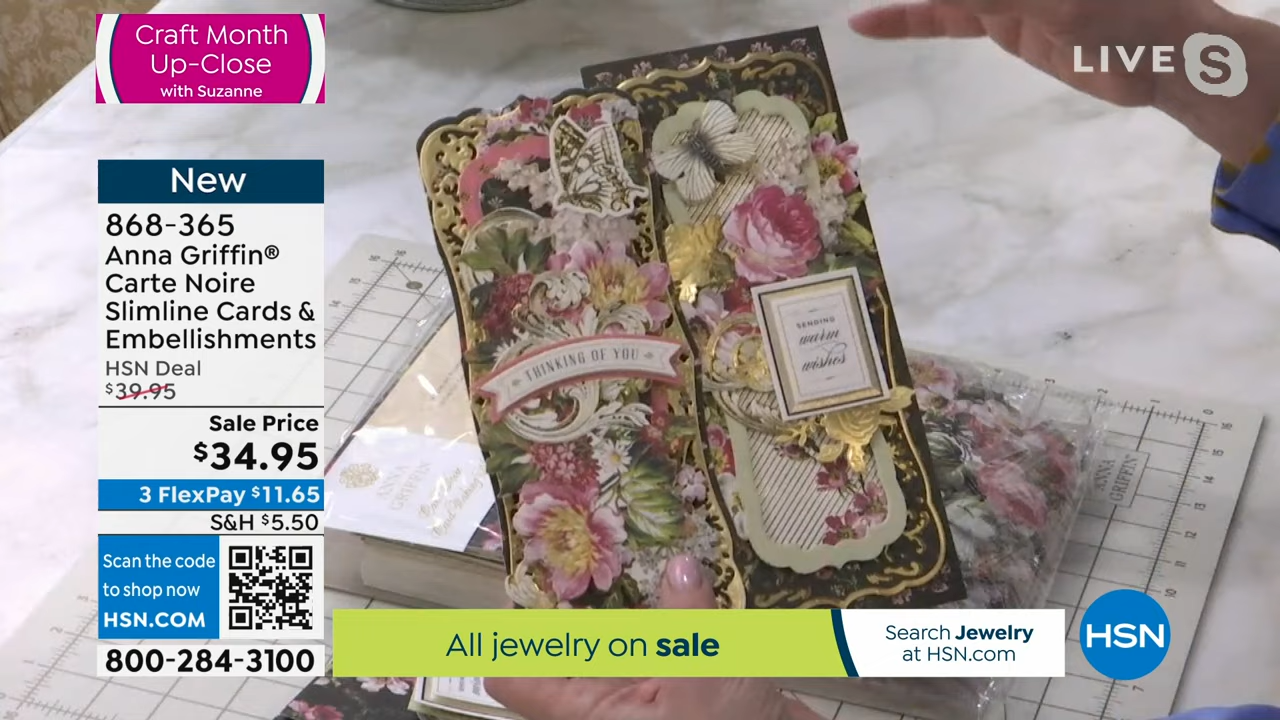 Craft Month
Up-Close
with Suzanne
LIVE S
New
868-365
Anna Griffin®
Carte Noire
Slimline Cards &
Embellishments
HSN Deal
$39.95
Sale Price
$34.95
3 FlexPay $11.65
S&H $5.50
Scan the code
to shop now
HSN.COM
800-284-3100
THINKING OF YOU
SENDING
warm
wishes
ANNA
GRIFFIN
ANNA
GRIFFIN
All jewelry on sale
Search Jewelry
at HSN.com
HSN